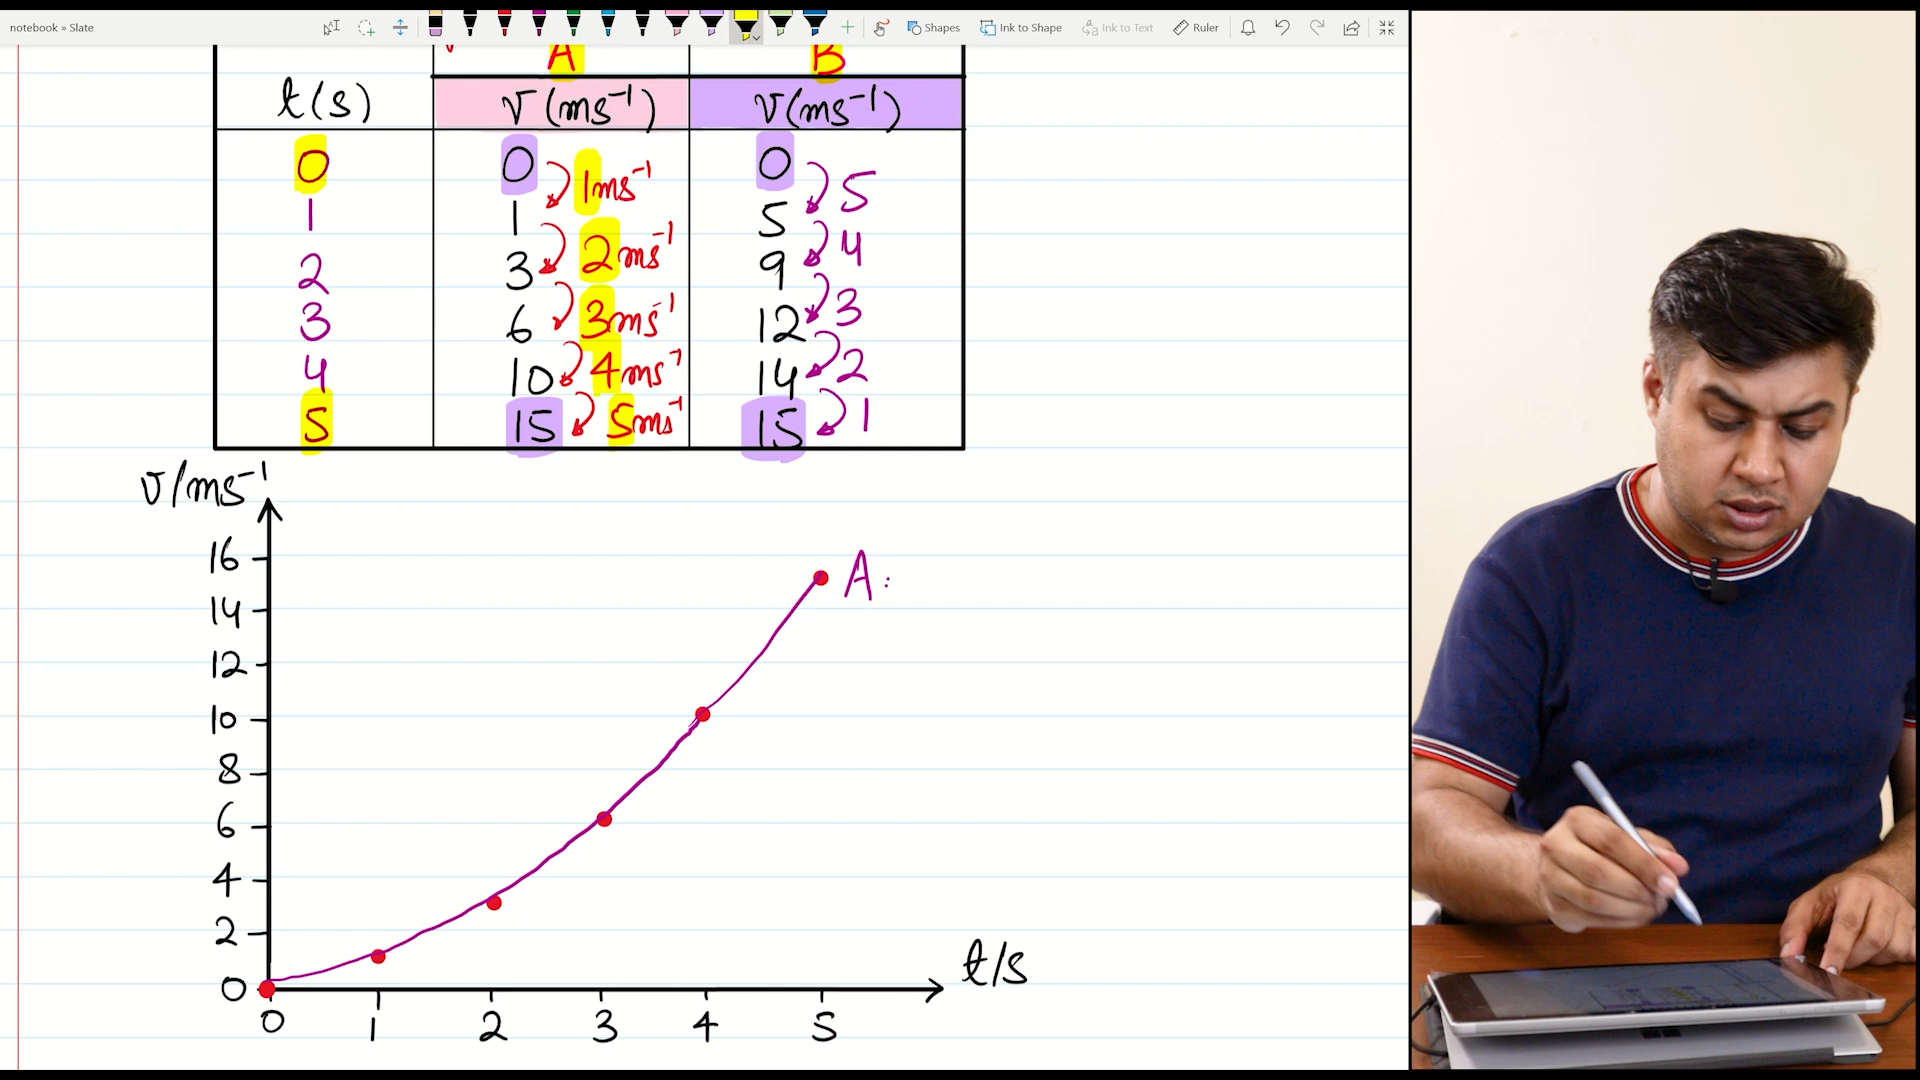 notebook » Slate
Shapes Ink to Shape Ink to Text Ruler
A B
t(s) v(ms⁻¹) v(ms⁻¹)
0 0 1ms⁻¹ 0 5
1 1 2ms⁻¹ 5 4
2 3 3ms⁻¹ 9 3
3 6 4ms⁻¹ 12 2
4 10 5ms⁻¹ 14 1
5 15 15
v/ms⁻¹
16
A:
14
12
10
8
6
4
2
t/s
0
0 1 2 3 4 5